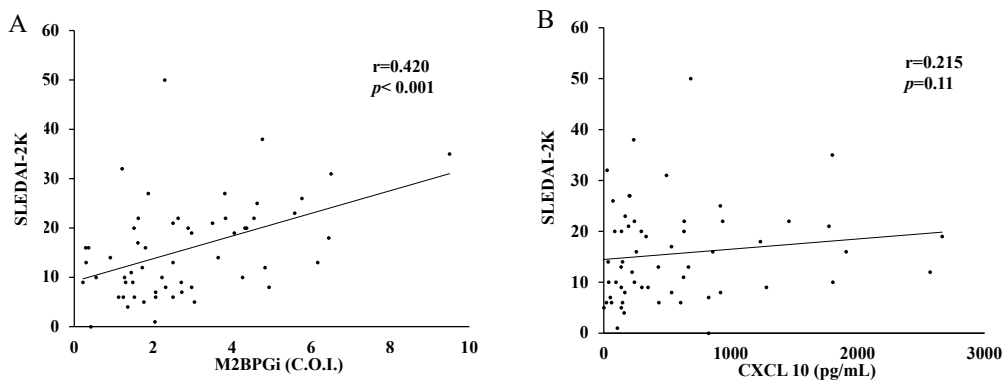 A
r=0.420
p< 0.001
SLEDAI-2K
60
50
40
30
20
10
0
0 2 4 6 8 10
M2BPGi (C.O.I.)
B
r=0.215
p=0.11
SLEDAI-2K
60
50
40
30
20
10
0
0 1000 2000 3000
CXCL 10 (pg/mL)